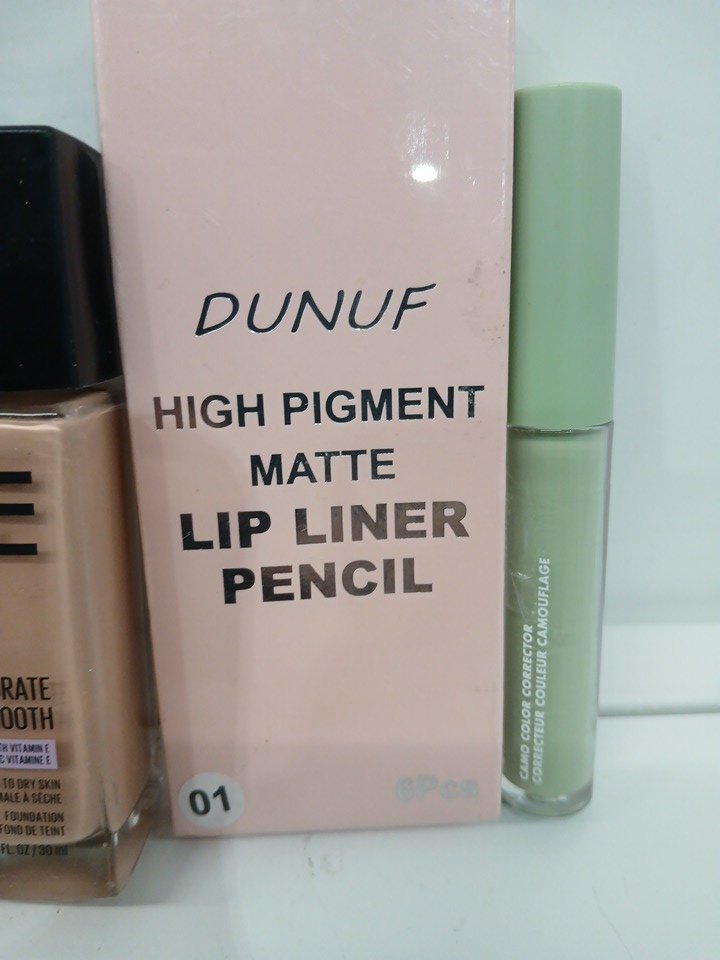 DUNUF
HIGH PIGMENT
MATTE
LIP LINER
PENCIL
01
6Pcs
CAMO COLOR CORRECTOR
CORRECTEUR COULEUR CAMOUFLAGE
RATE
OOTH
TH VITAMIN E
C VITAMINE E
TO DRY SKIN
MALE À SÈCHE
FOUNDATION
FOND DE TEINT
FL. OZ / 30 ml